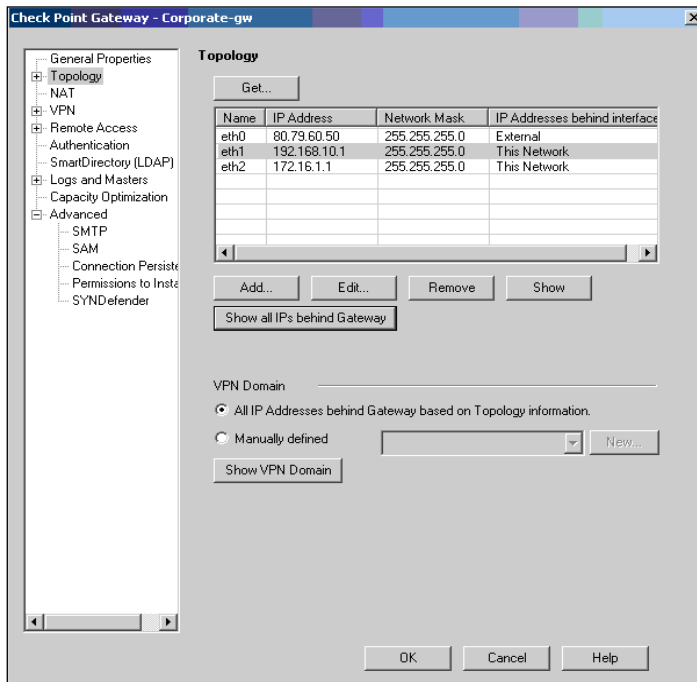 Check Point Gateway - Corporate-gw
General Properties
Topology
NAT
VPN
Remote Access
Authentication
SmartDirectory (LDAP)
Logs and Masters
Capacity Optimization
Advanced
SMTP
SAM
Connection Persiste
Permissions to Insta
SYNDefender
Topology
Get...
Name IP Address Network Mask IP Addresses behind interface
eth0 80.79.60.50 255.255.255.0 External
eth1 192.168.10.1 255.255.255.0 This Network
eth2 172.16.1.1 255.255.255.0 This Network
Add... Edit... Remove Show
Show all IPs behind Gateway
VPN Domain
All IP Addresses behind Gateway based on Topology information.
Manually defined New...
Show VPN Domain
OK Cancel Help